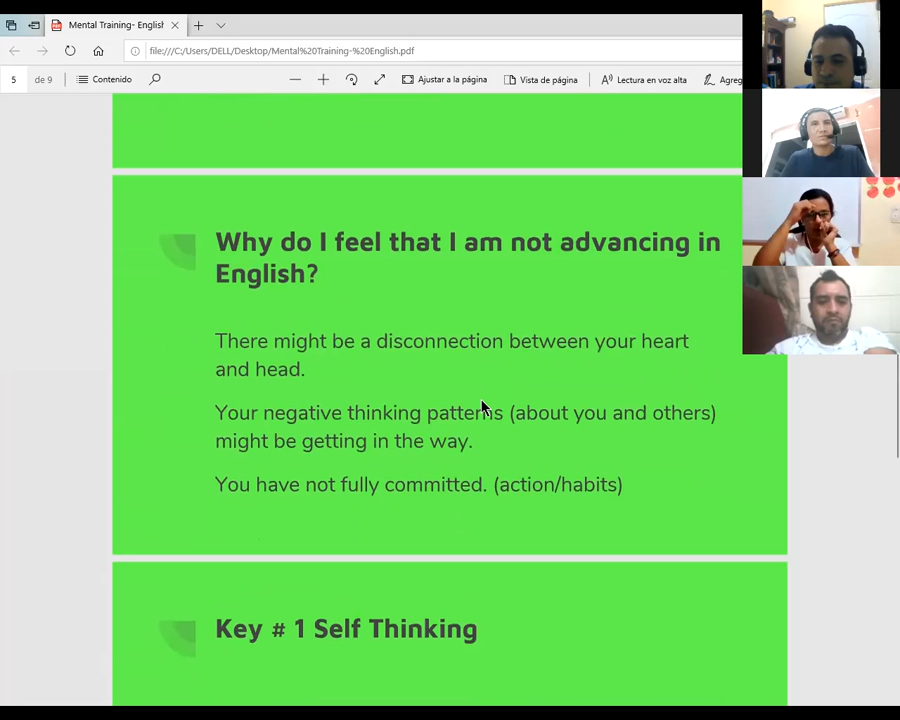 Mental Training- English
file:///C:/Users/DELL/Desktop/Mental%20Training-%20English.pdf
5 de 9 Contenido Ajustar a la página Vista de página Lectura en voz alta Agreg
Why do I feel that I am not advancing in
English?
There might be a disconnection between your heart
and head.
Your negative thinking patterns (about you and others)
might be getting in the way.
You have not fully committed. (action/habits)
Key # 1 Self Thinking